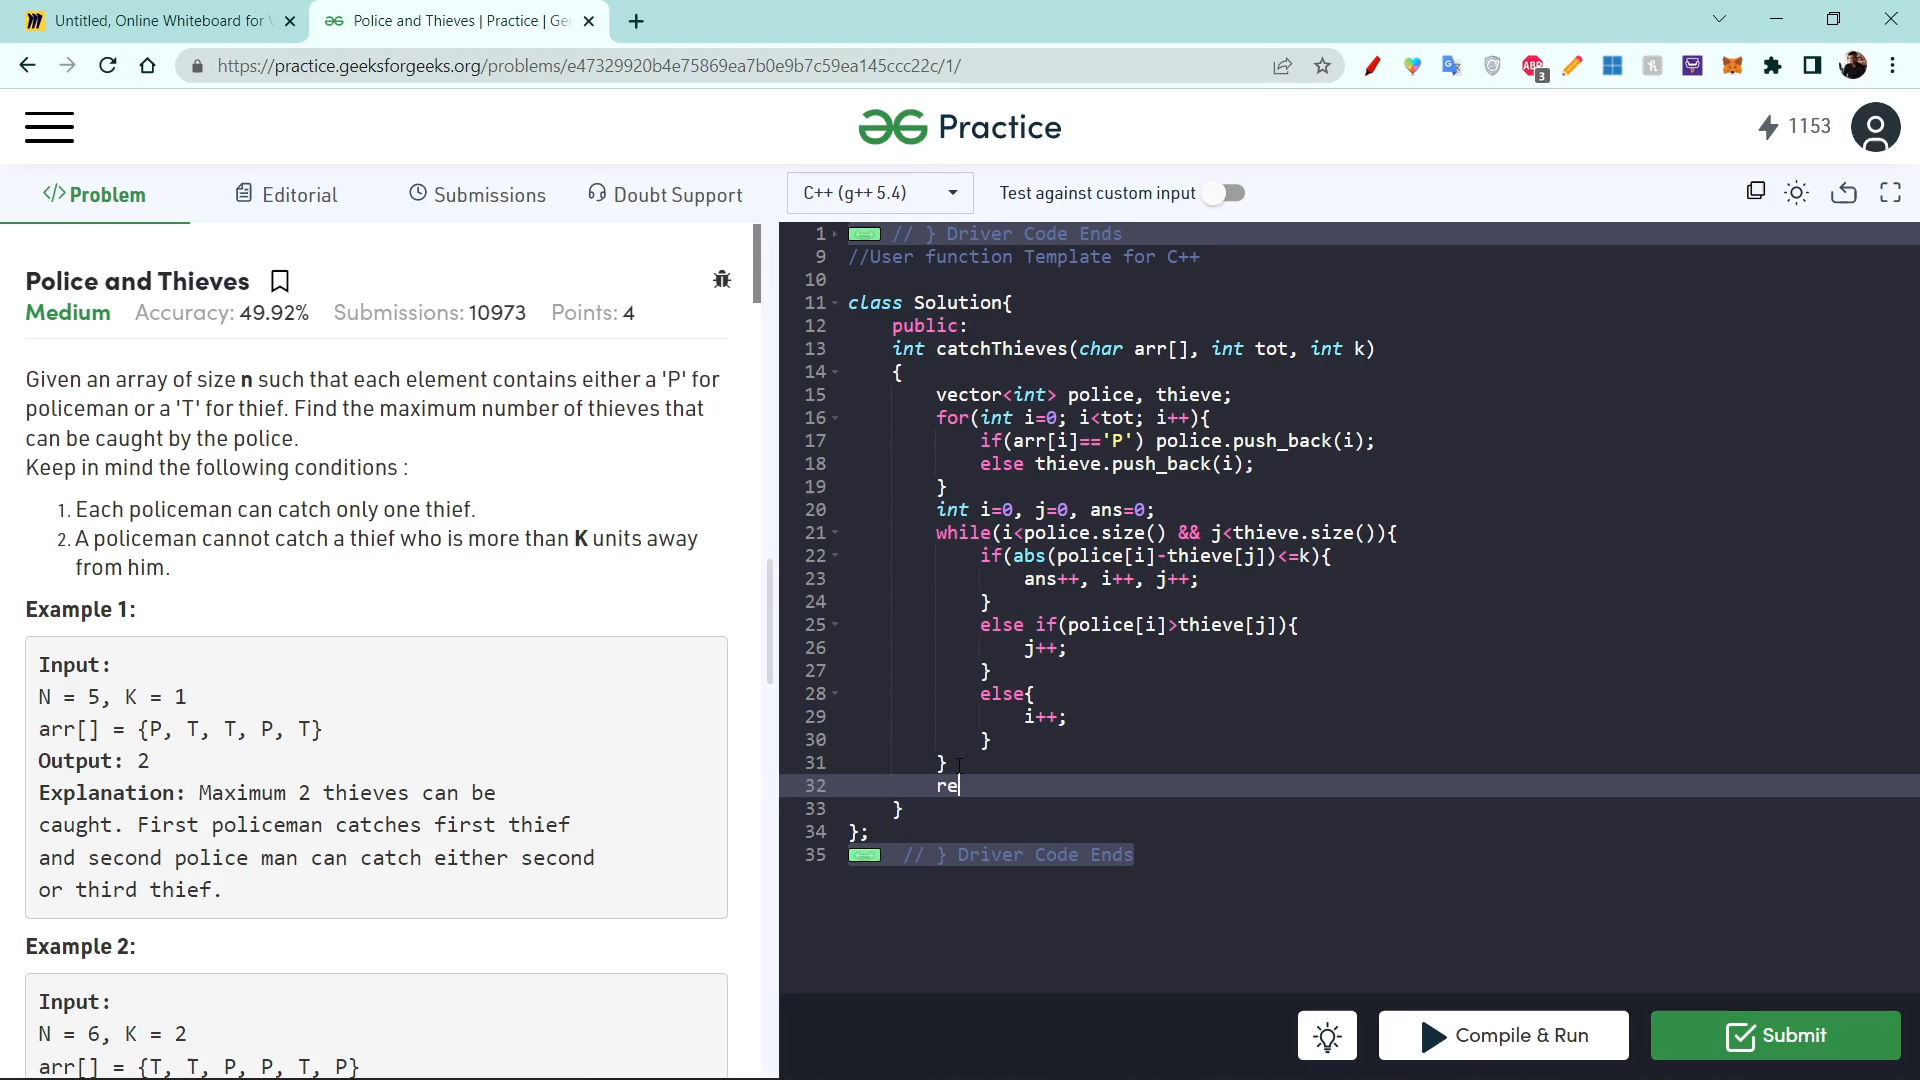 Untitled, Online Whiteboard for
Police and Thieves | Practice | Ge
https://practice.geeksforgeeks.org/problems/e47329920b4e75869ea7b0e9b7c59ea145ccc22c/1/
ABP
3
Practice
1153
</> Problem
Editorial
Submissions
Doubt Support
C++ (g++ 5.4)
Test against custom input
Police and Thieves
Medium Accuracy: 49.92% Submissions: 10973 Points: 4
Given an array of size n such that each element contains either a 'P' for
policeman or a 'T' for thief. Find the maximum number of thieves that
can be caught by the police.
Keep in mind the following conditions :
1. Each policeman can catch only one thief.
2. A policeman cannot catch a thief who is more than K units away
from him.
Example 1:
Input:
N = 5, K = 1
arr[] = {P, T, T, P, T}
Output: 2
Explanation: Maximum 2 thieves can be
caught. First policeman catches first thief
and second police man can catch either second
or third thief.
Example 2:
Input:
N = 6, K = 2
arr[] = {T, T, P, P, T, P}
1 // } Driver Code Ends
9 //User function Template for C++
10
11 class Solution{
12 public:
13 int catchThieves(char arr[], int tot, int k)
14 {
15 vector<int> police, thieve;
16 for(int i=0; i<tot; i++){
17 if(arr[i]=='P') police.push_back(i);
18 else thieve.push_back(i);
19 }
20 int i=0, j=0, ans=0;
21 while(i<police.size() && j<thieve.size()){
22 if(abs(police[i]-thieve[j])<=k){
23 ans++, i++, j++;
24 }
25 else if(police[i]>thieve[j]){
26 j++;
27 }
28 else{
29 i++;
30 }
31 }
32 re
33 }
34 };
35 // } Driver Code Ends
Compile & Run
Submit